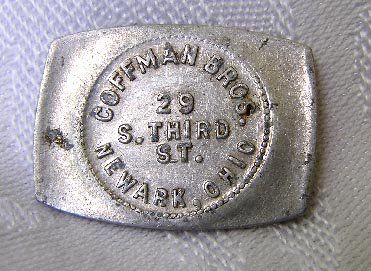 COFFMAN BROS.
29
S. THIRD
ST.
NEWARK, OHIO